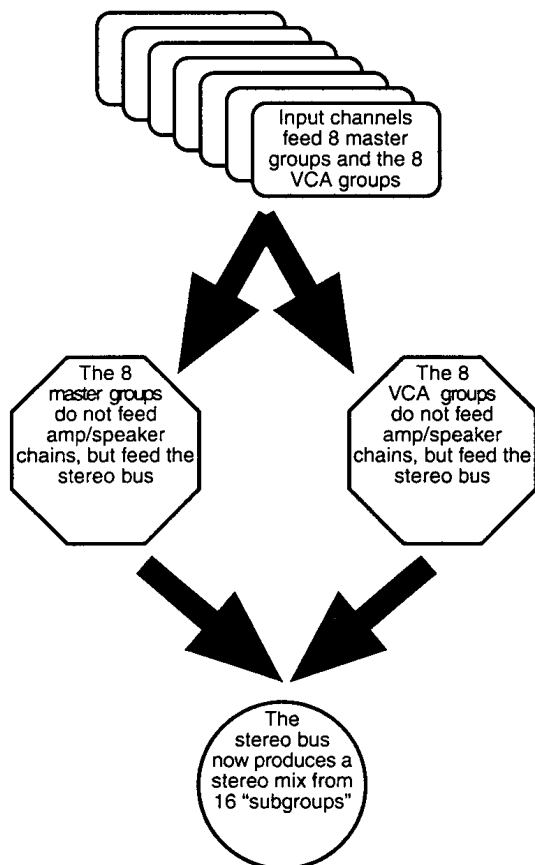 Input channels
feed 8 master
groups and the 8
VCA groups
The 8
master groups
do not feed
amp/speaker
chains, but feed the
stereo bus
The 8
VCA groups
do not feed
amp/speaker
chains, but feed the
stereo bus
The
stereo bus
now produces a
stereo mix from
16 “subgroups”